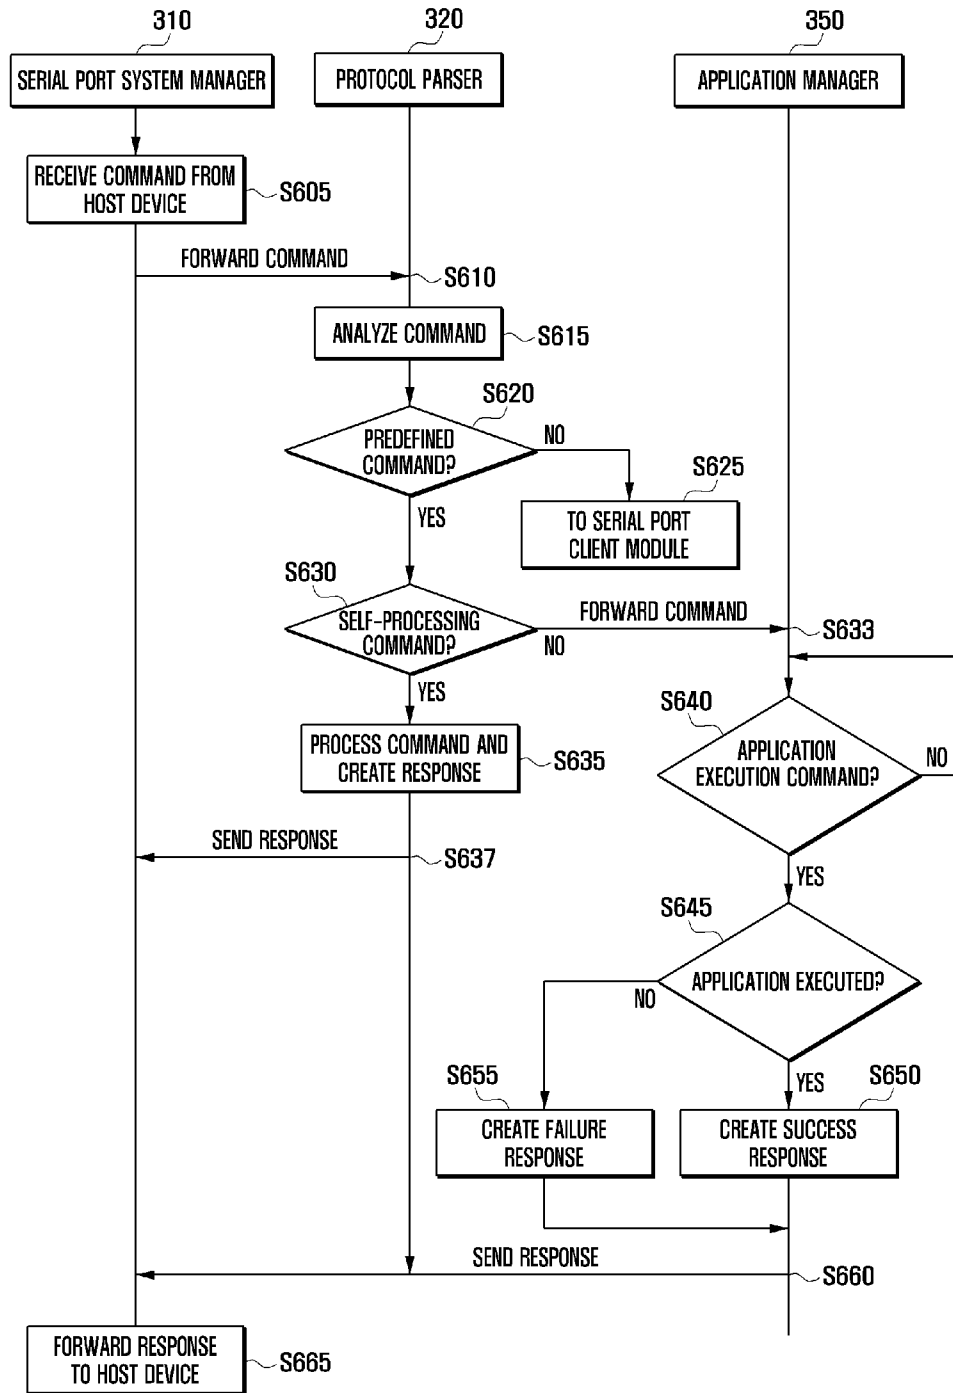 310
320
350
SERIAL PORT SYSTEM MANAGER
PROTOCOL PARSER
APPLICATION MANAGER
RECEIVE COMMAND FROM
HOST DEVICE
S605
FORWARD COMMAND
S610
ANALYZE COMMAND
S615
S620
PREDEFINED
COMMAND?
NO
S625
YES
TO SERIAL PORT
CLIENT MODULE
S630
SELF-PROCESSING
COMMAND?
FORWARD COMMAND
NO
S633
YES
S640
PROCESS COMMAND AND
CREATE RESPONSE
S635
APPLICATION
EXECUTION COMMAND?
NO
SEND RESPONSE
S637
YES
S645
APPLICATION EXECUTED?
NO
YES
S655
S650
CREATE FAILURE
RESPONSE
CREATE SUCCESS
RESPONSE
SEND RESPONSE
S660
FORWARD RESPONSE
TO HOST DEVICE
S665